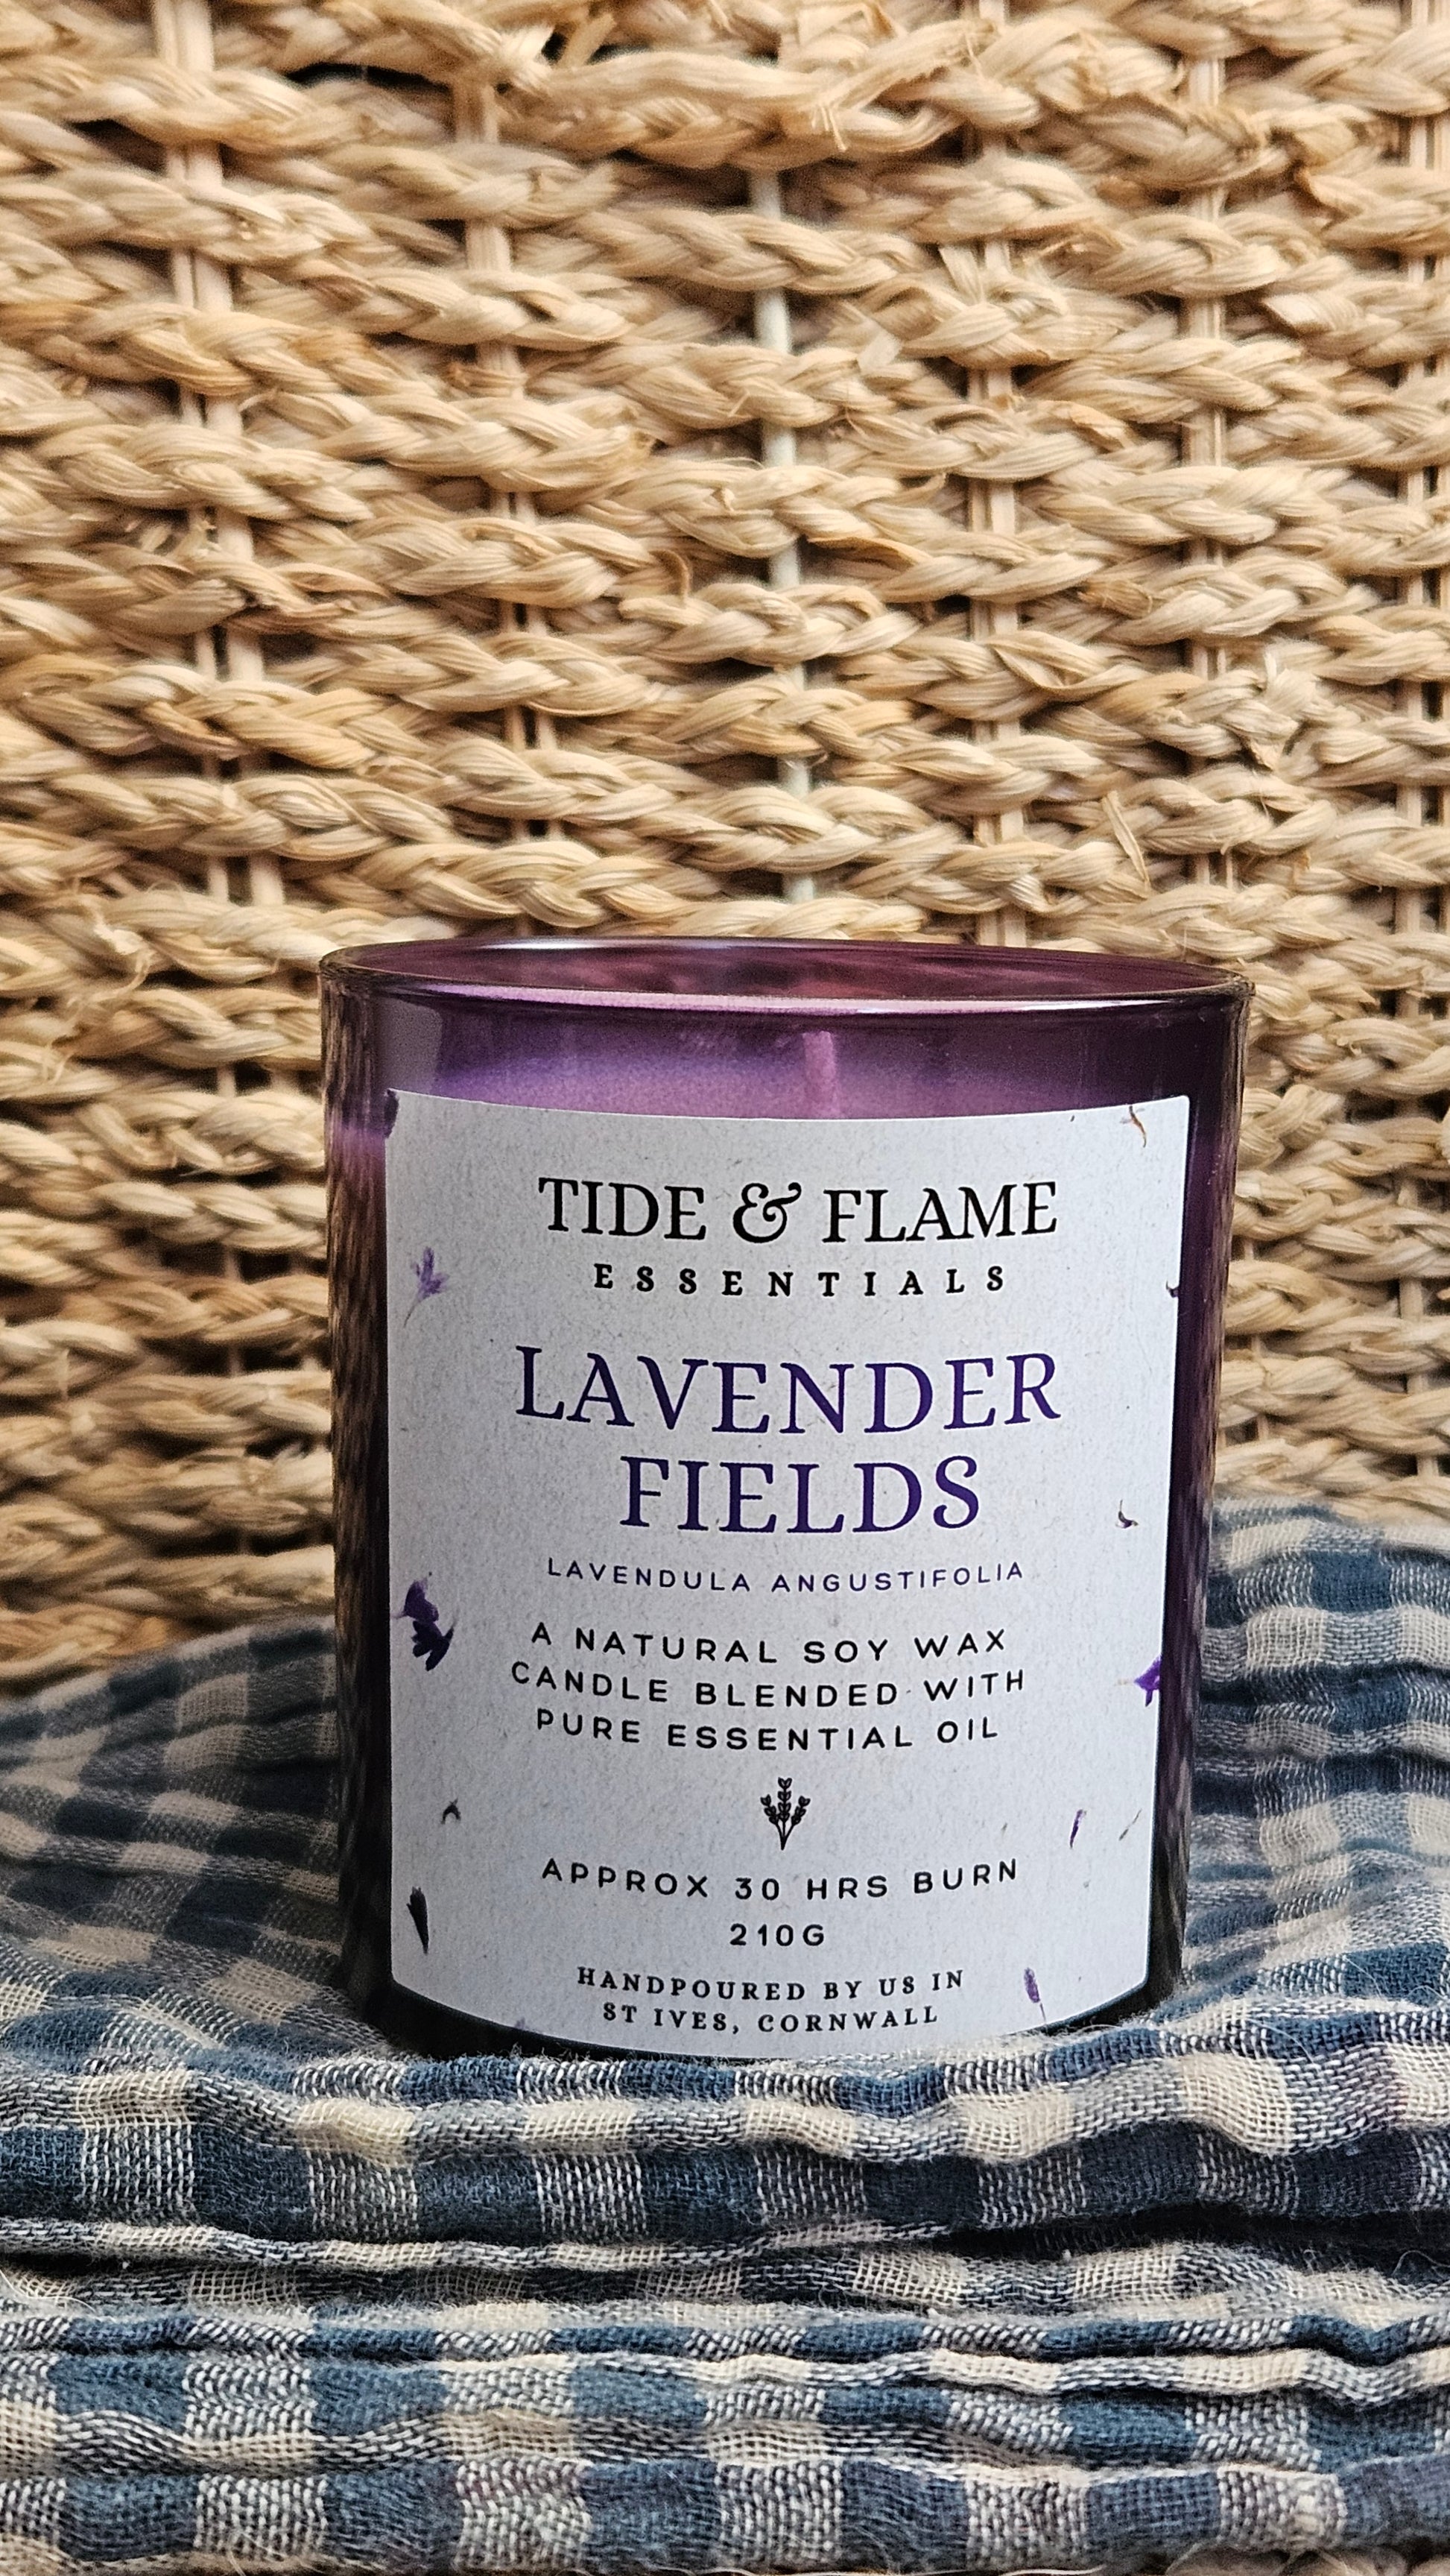 TIDE & FLAME
ESSENTIALS
LAVENDER
FIELDS
LAVENDULA ANGUSTIFOLIA
A NATURAL SOY WAX
CANDLE BLENDED WITH
PURE ESSENTIAL OIL
APPROX 30 HRS BURN
210G
HANDPOURED BY US IN
ST IVES, CORNWALL